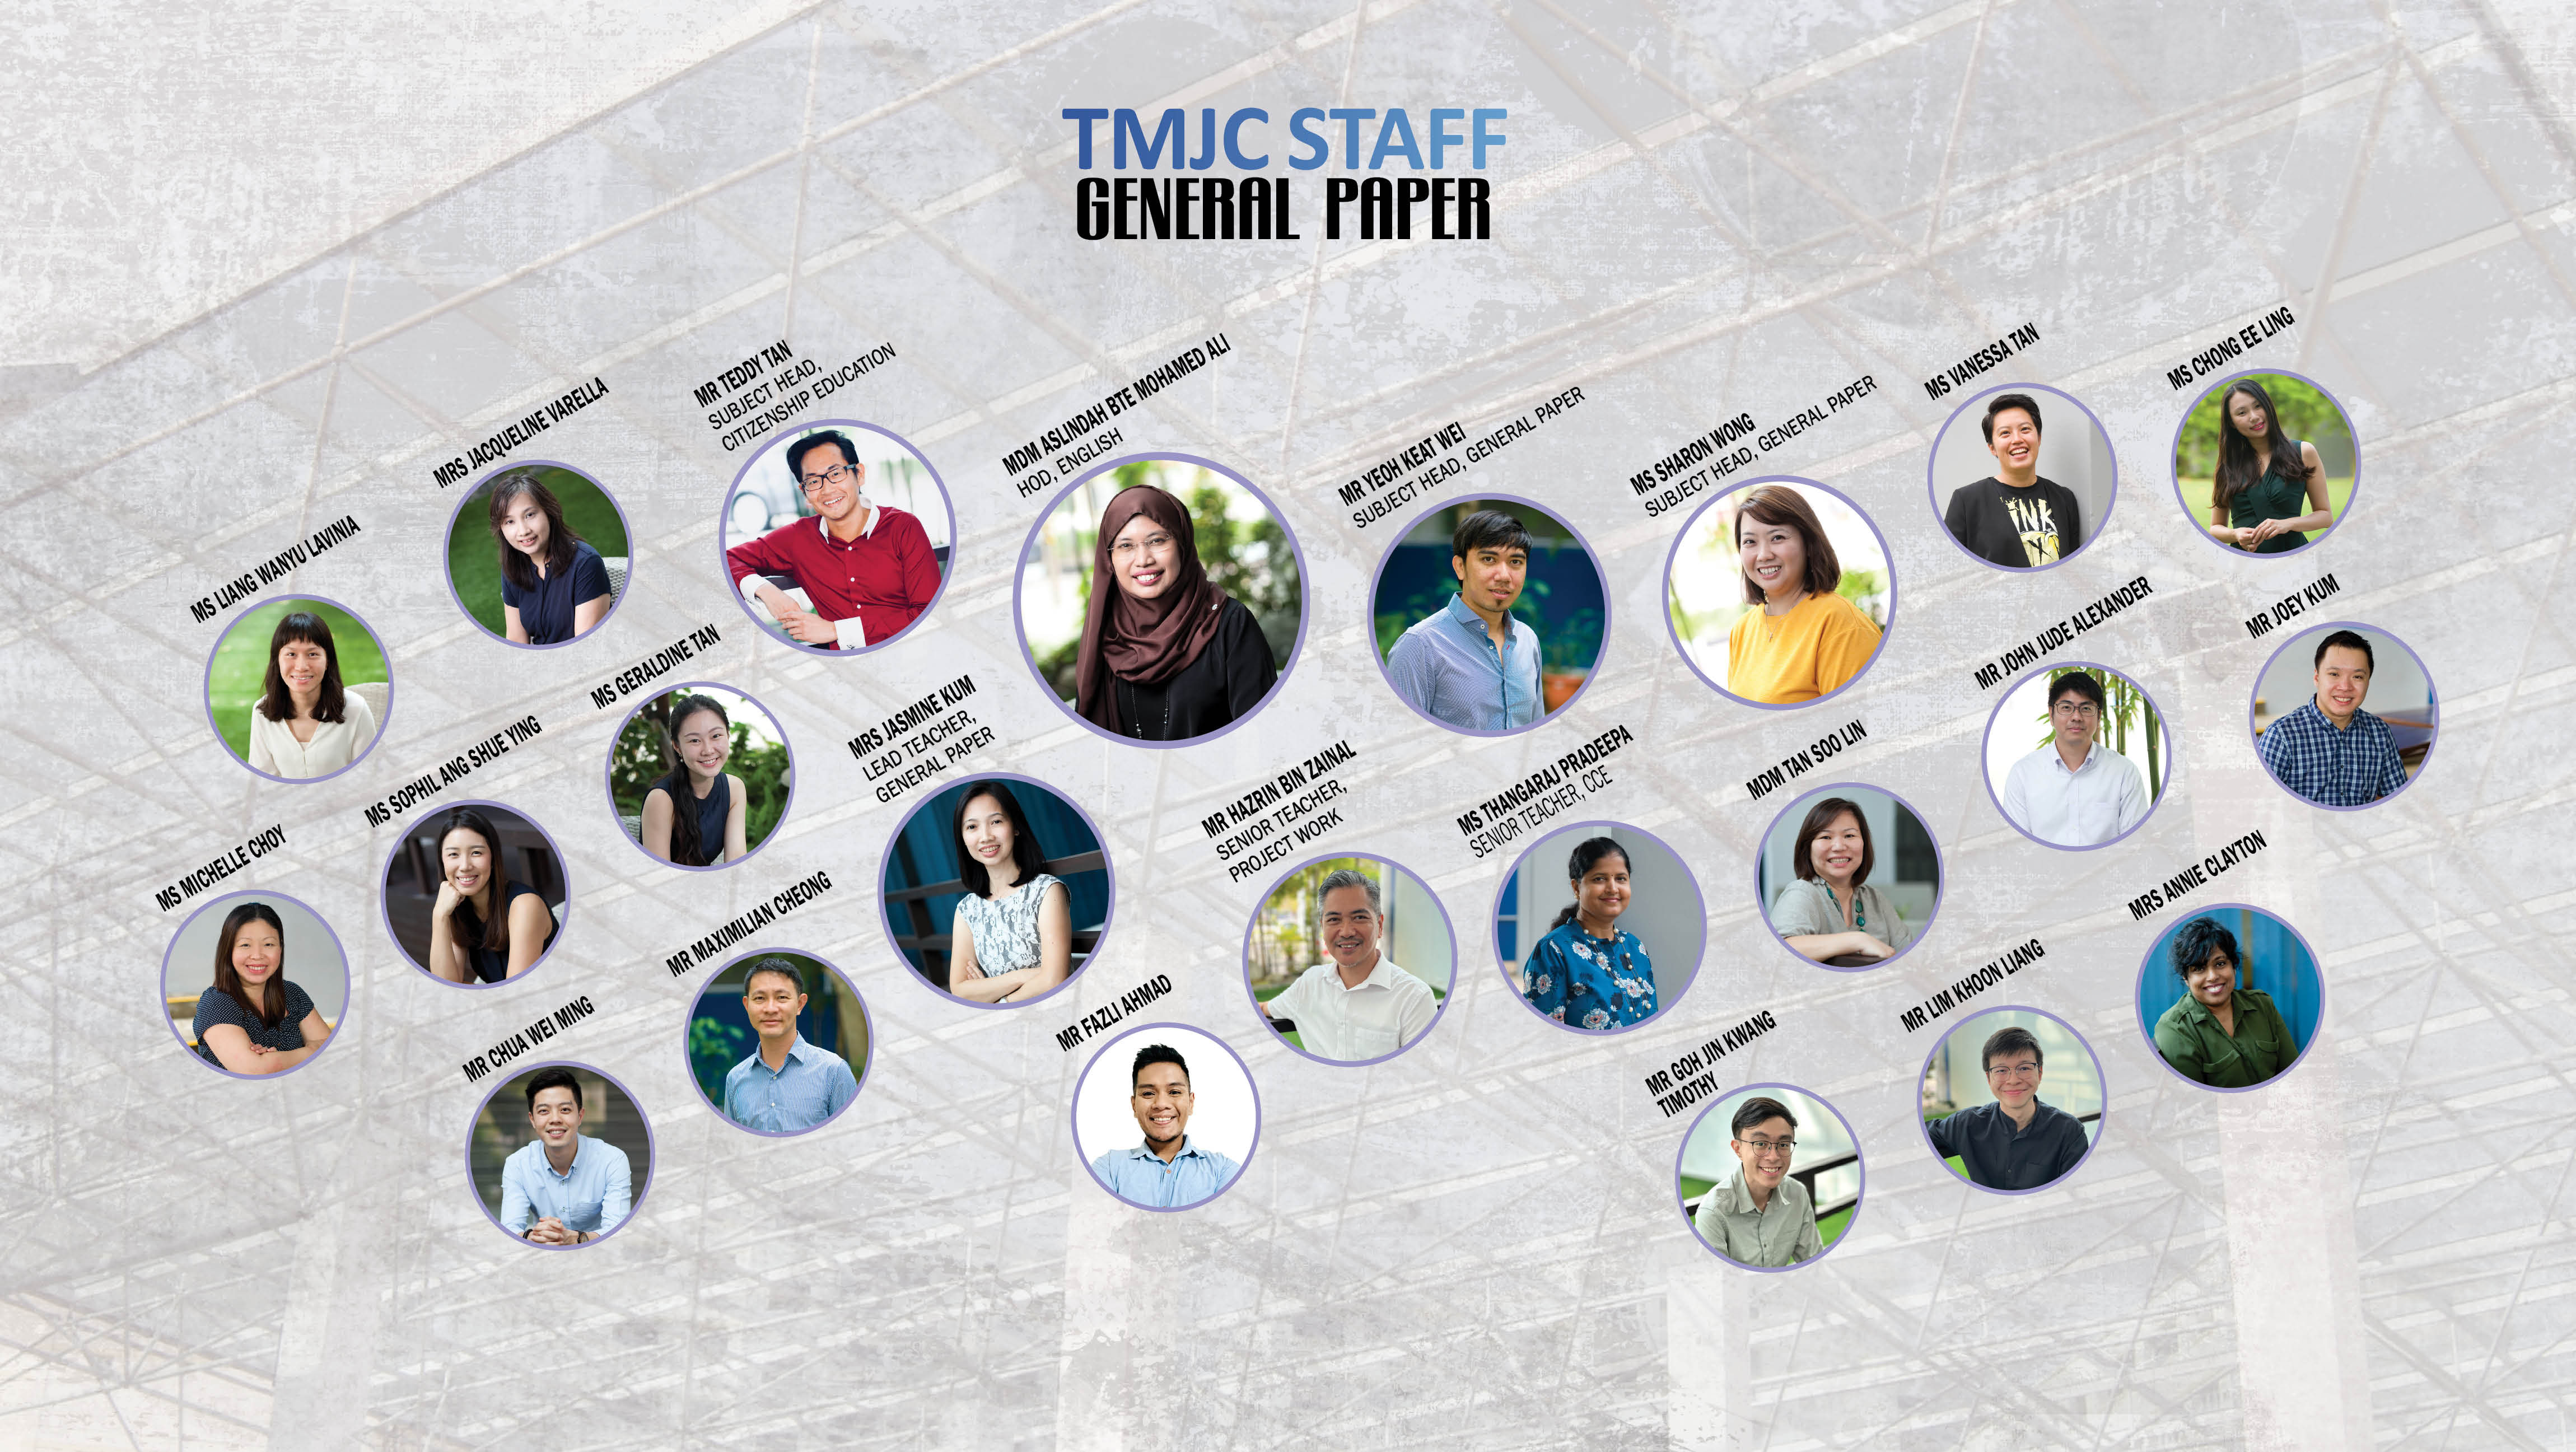 TMJC STAFF
GENERAL PAPER
MS LIANG WANYU LAVINIA
MRS JACQUELINE VARELLA
MR TEDDY TAN
SUBJECT HEAD,
CITIZENSHIP EDUCATION
MDM ASLINDAH BTE MOHAMED ALI
HOD, ENGLISH
MR YEOH KEAT WEI
SUBJECT HEAD, GENERAL PAPER
MS SHARON WONG
SUBJECT HEAD, GENERAL PAPER
MS VANESSA TAN
MS CHONG EE LING
MS MICHELLE CHOY
MS SOPHIL ANG SHUE YING
MS GERALDINE TAN
MRS JASMINE KUM
LEAD TEACHER,
GENERAL PAPER
MR HAZRIN BIN ZAINAL
SENIOR TEACHER,
PROJECT WORK
MS THANGARAJ PRADEEPA
SENIOR TEACHER, CCE
MDM TAN SOO LIN
MR JOHN JUDE ALEXANDER
MR JOEY KUM
MR CHUA WEI MING
MR MAXIMILIAN CHEONG
MR FAZLI AHMAD
MR GOH JIN KWANG
TIMOTHY
MR LIM KHOON LIANG
MRS ANNIE CLAYTON